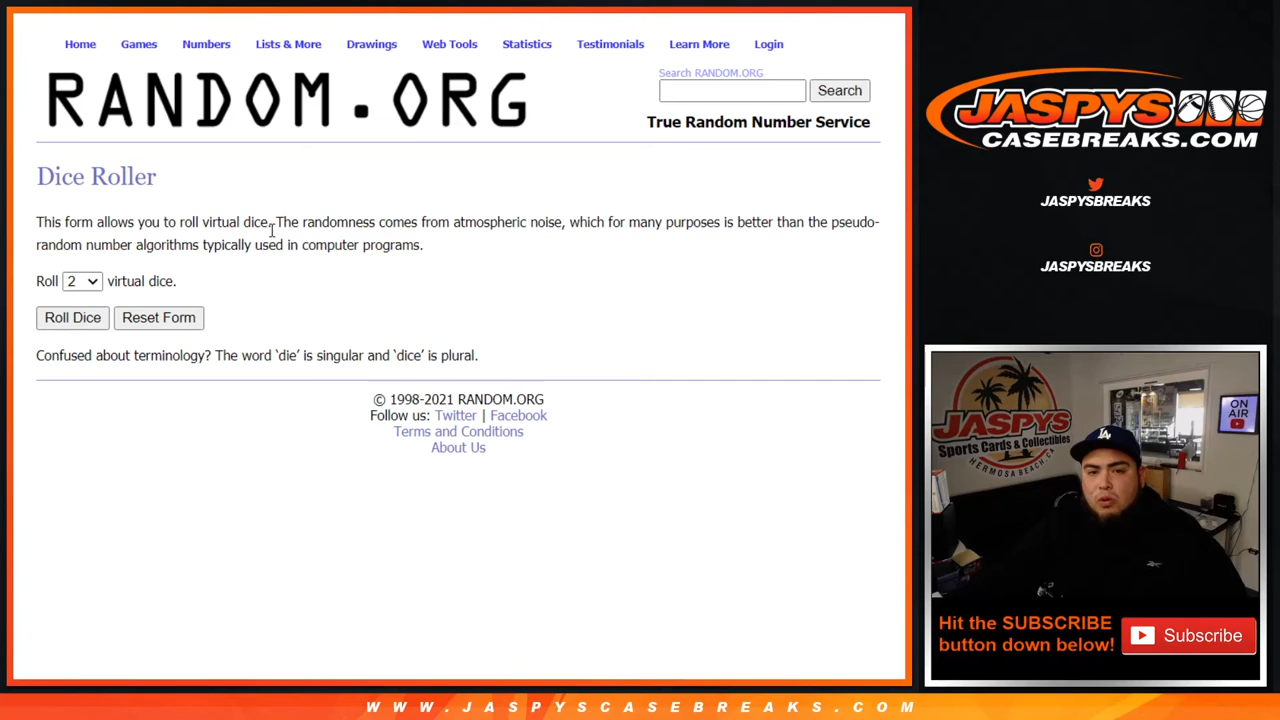 Home Games Numbers Lists & More Drawings Web Tools Statistics Testimonials Learn More Login
RANDOM.ORG
Search RANDOM.ORG
Search
True Random Number Service
Dice Roller
This form allows you to roll virtual dice. The randomness comes from atmospheric noise, which for many purposes is better than the pseudo-
random number algorithms typically used in computer programs.
Roll 2 virtual dice.
Roll Dice Reset Form
Confused about terminology? The word ‘die’ is singular and ‘dice’ is plural.
© 1998-2021 RANDOM.ORG
Follow us: Twitter | Facebook
Terms and Conditions
About Us
JASPYS
CASEBREAKS.COM
JASPYSBREAKS
JASPYSBREAKS
JASPYS
Sports Cards & Collectibles
HERMOSA BEACH, CA
ON
AIR
LA
Hit the SUBSCRIBE
button down below!
Subscribe
WWW.JASPYSCASEBREAKS.COM